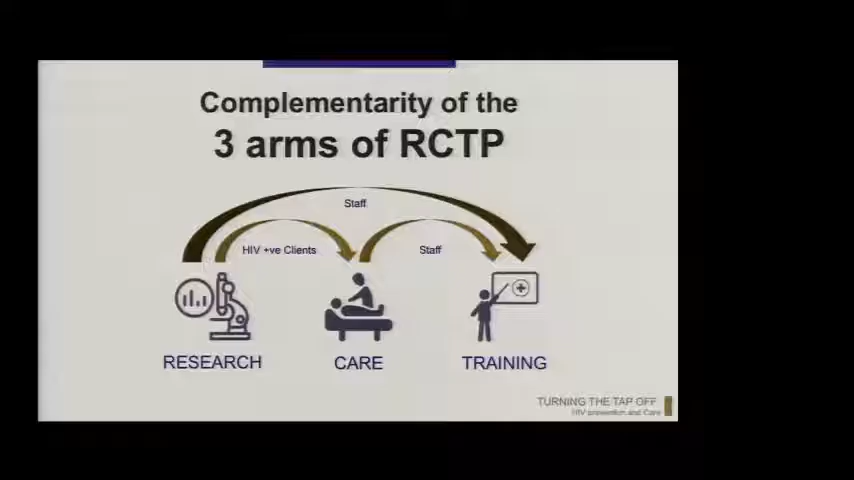 Complementarity of the
3 arms of RCTP
Staff
HIV +ve Clients
Staff
RESEARCH
CARE
TRAINING
TURNING THE TAP OFF
HIV prevention and Care